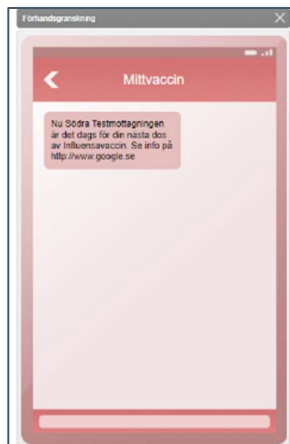 Förhandsgranskning
Mittvaccin
Nu Södra Testmottagningen
är det dags för din nästa dos
av Influensavaccin. Se info på
http://www.google.se